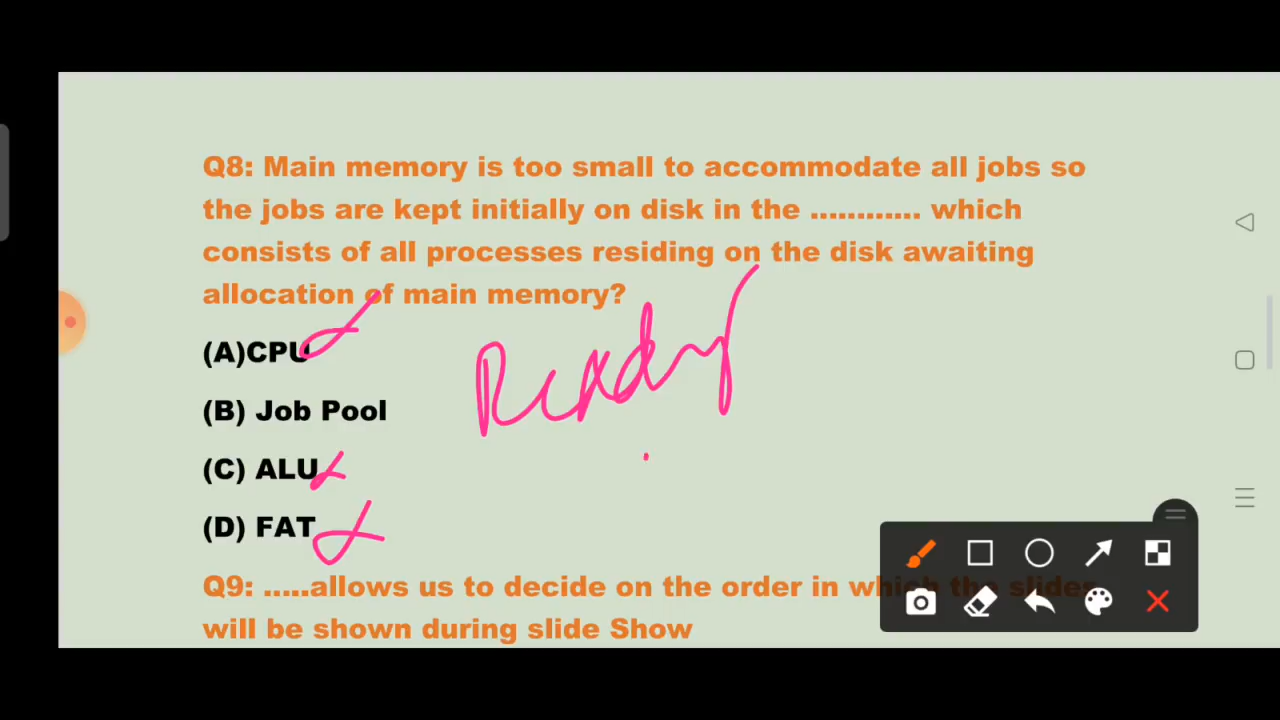 Q8: Main memory is too small to accommodate all jobs so
the jobs are kept initially on disk in the ............ which
consists of all processes residing on the disk awaiting
allocation of main memory?
(A)CPU
Ready
(B) Job Pool
(C) ALU
(D) FAT
Q9: .....allows us to decide on the order in which the slides
will be shown during slide Show